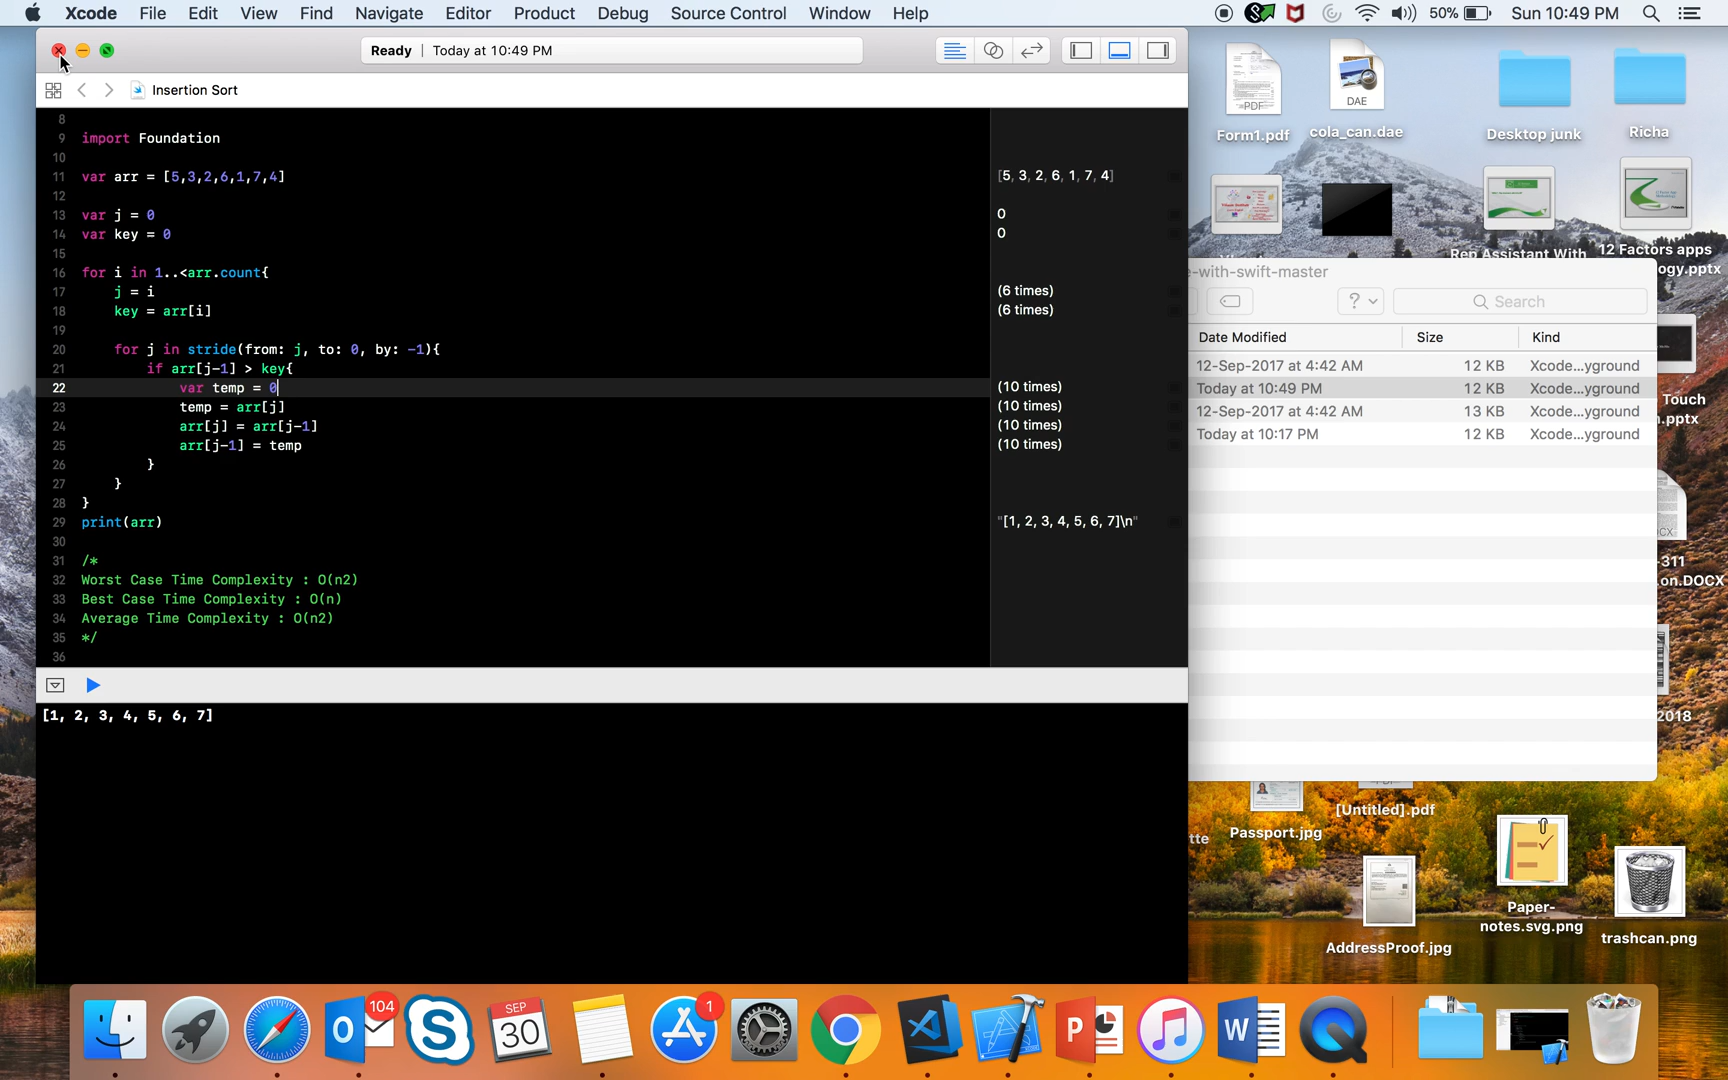 Xcode File Edit View Find Navigate Editor Product Debug Source Control Window Help 50% Sun 10:49 PM
Ready | Today at 10:49 PM
Insertion Sort
8
9 import Foundation
10
11 var arr = [5,3,2,6,1,7,4] [5, 3, 2, 6, 1, 7, 4]
12
13 var j = 0 0
14 var key = 0 0
15
16 for i in 1..<arr.count{
17 j = i (6 times)
18 key = arr[i] (6 times)
19
20 for j in stride(from: j, to: 0, by: -1){
21 if arr[j-1] > key{
22 var temp = 0 (10 times)
23 temp = arr[j] (10 times)
24 arr[j] = arr[j-1] (10 times)
25 arr[j-1] = temp (10 times)
26 }
27 }
28 }
29 print(arr) "[1, 2, 3, 4, 5, 6, 7]\n"
30
31 /*
32 Worst Case Time Complexity : O(n2)
33 Best Case Time Complexity : O(n)
34 Average Time Complexity : O(n2)
35 */
36
[1, 2, 3, 4, 5, 6, 7]
PDF
Form1.pdf
DAE
cola_can.dae
Desktop junk
Richa
Rep Assistant With
12 Factors apps
ogy.pptx
e-with-swift-master
? Search
Date Modified Size Kind
12-Sep-2017 at 4:42 AM 12 KB Xcode...yground
Today at 10:49 PM 12 KB Xcode...yground
12-Sep-2017 at 4:42 AM 13 KB Xcode...yground
Today at 10:17 PM 12 KB Xcode...yground
Touch
n.pptx
CX
-311
on.DOCX
2018
[Untitled].pdf
tte
Passport.jpg
Paper-
notes.svg.png
trashcan.png
AddressProof.jpg
104
SEP
30
1